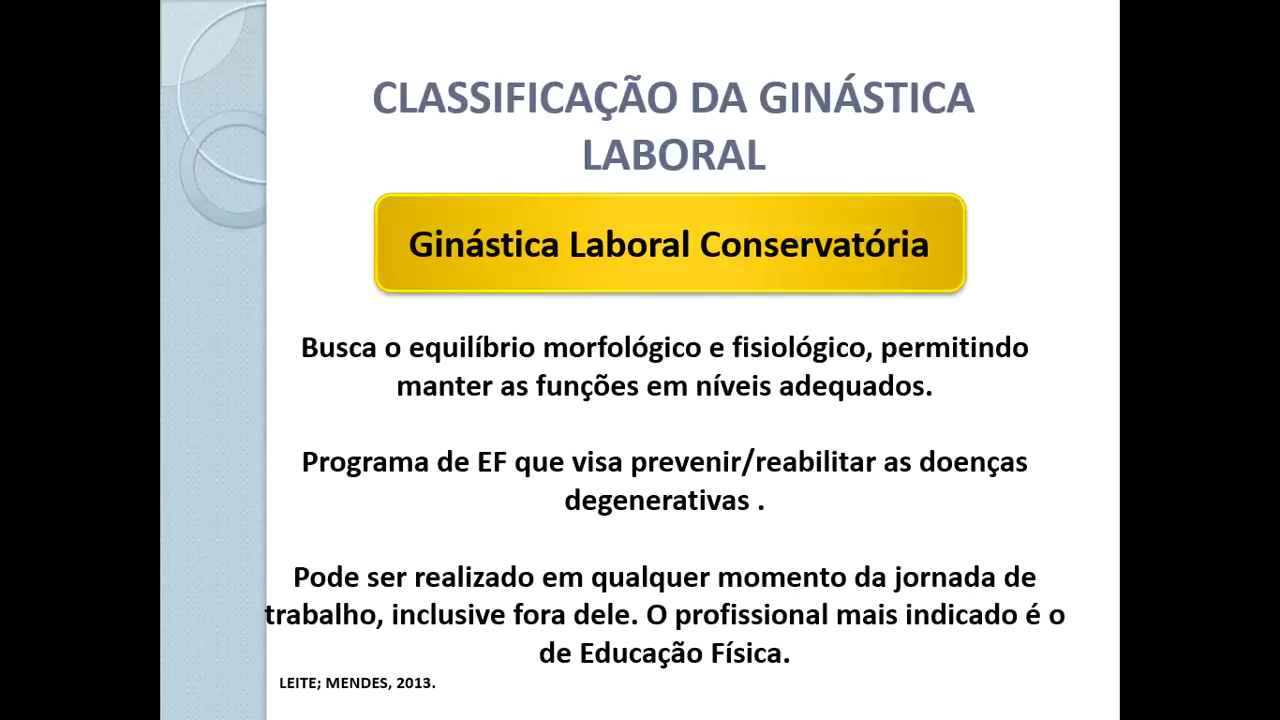 CLASSIFICAÇÃO DA GINÁSTICA
LABORAL
Ginástica Laboral Conservatória
Busca o equilíbrio morfológico e fisiológico, permitindo
manter as funções em níveis adequados.
Programa de EF que visa prevenir/reabilitar as doenças
degenerativas .
Pode ser realizado em qualquer momento da jornada de
trabalho, inclusive fora dele. O profissional mais indicado é o
de Educação Física.
LEITE; MENDES, 2013.